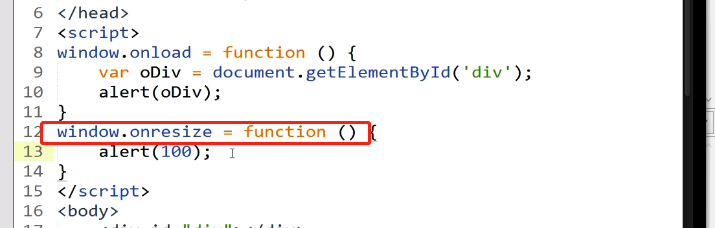 6 </head>
7 <script>
8 window.onload = function () {
9     var oDiv = document.getElementById('div');
10     alert(oDiv);
11 }
12 window.onresize = function () {
13     alert(100);
14 }
15 </script>
16 <body>